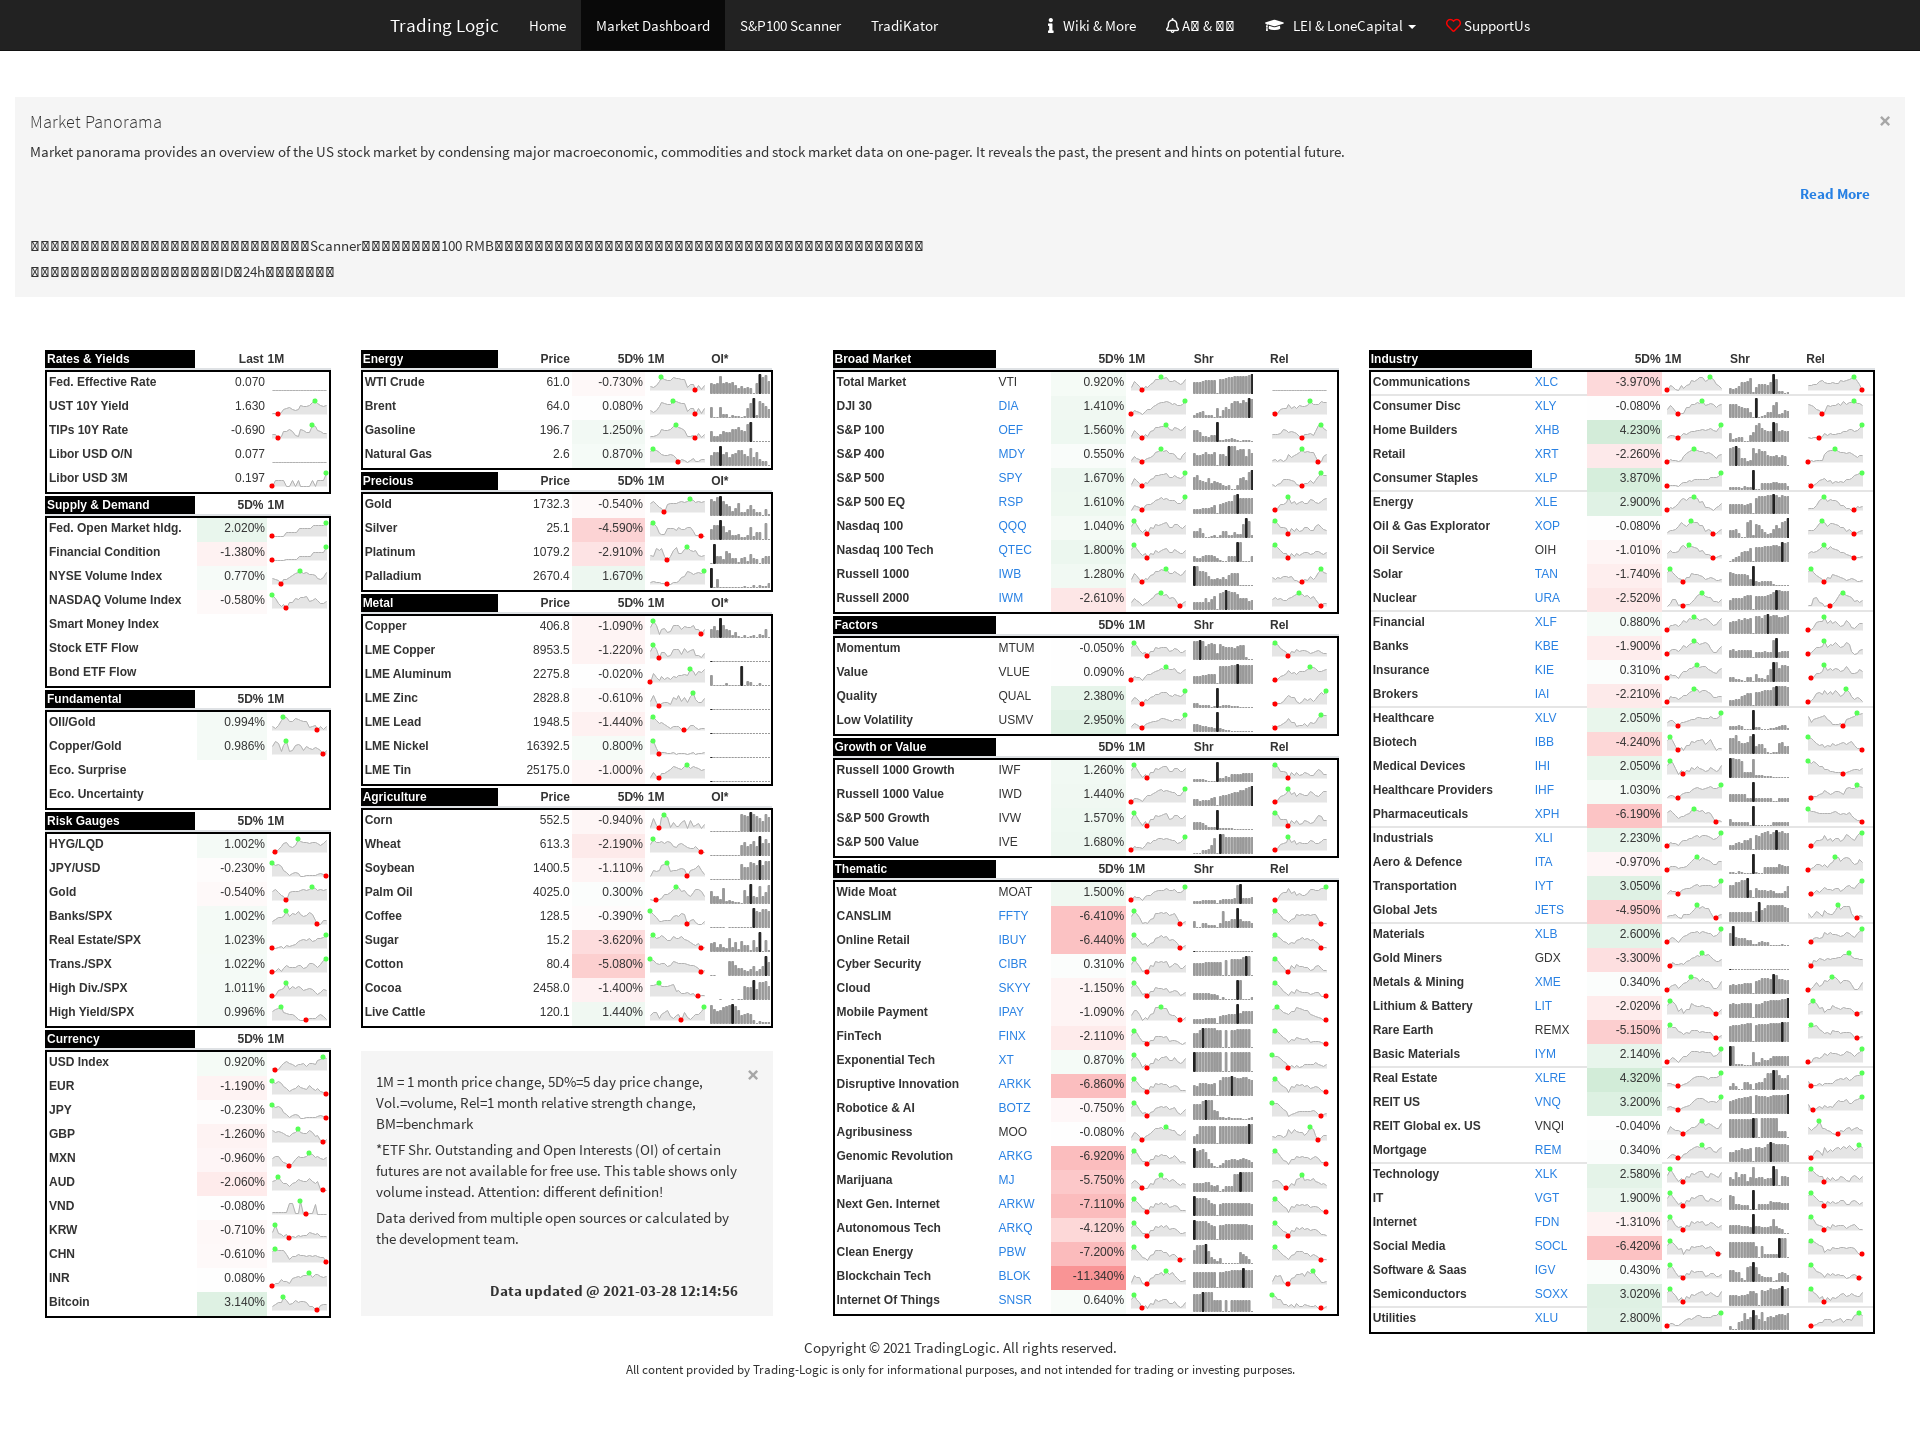 Trading Logic Home Market Dashboard S&P100 Scanner TradiKator Wiki & More LEI & LoneCapital SupportUs
Market Panorama ×
Market panorama provides an overview of the US stock market by condensing major macroeconomic, commodities and stock market data on one-pager. It reveals the past, the present and hints on potential future.
Read More
Scanner 100 RMB
ID 24h
Rates & Yields Last 1M
Fed. Effective Rate 0.070
UST 10Y Yield 1.630
TIPs 10Y Rate -0.690
Libor USD O/N 0.077
Libor USD 3M 0.197
Supply & Demand 5D% 1M
Fed. Open Market hldg. 2.020%
Financial Condition -1.380%
NYSE Volume Index 0.770%
NASDAQ Volume Index -0.580%
Smart Money Index
Stock ETF Flow
Bond ETF Flow
Fundamental 5D% 1M
Oll/Gold 0.994%
Copper/Gold 0.986%
Eco. Surprise
Eco. Uncertainty
Risk Gauges 5D% 1M
HYG/LQD 1.002%
JPY/USD -0.230%
Gold -0.540%
Banks/SPX 1.002%
Real Estate/SPX 1.023%
Trans./SPX 1.022%
High Div./SPX 1.011%
High Yield/SPX 0.996%
Currency 5D% 1M
USD Index 0.920%
EUR -1.190%
JPY -0.230%
GBP -1.260%
MXN -0.960%
AUD -2.060%
VND -0.080%
KRW -0.710%
CHN -0.610%
INR 0.080%
Bitcoin 3.140%
Energy Price 5D% 1M OI*
WTI Crude 61.0 -0.730%
Brent 64.0 0.080%
Gasoline 196.7 1.250%
Natural Gas 2.6 0.870%
Precious Price 5D% 1M OI*
Gold 1732.3 -0.540%
Silver 25.1 -4.590%
Platinum 1079.2 -2.910%
Palladium 2670.4 1.670%
Metal Price 5D% 1M OI*
Copper 406.8 -1.090%
LME Copper 8953.5 -1.220%
LME Aluminum 2275.8 -0.020%
LME Zinc 2828.8 -0.610%
LME Lead 1948.5 -1.440%
LME Nickel 16392.5 0.800%
LME Tin 25175.0 -1.000%
Agriculture Price 5D% 1M OI*
Corn 552.5 -0.940%
Wheat 613.3 -2.190%
Soybean 1400.5 -1.110%
Palm Oil 4025.0 0.300%
Coffee 128.5 -0.390%
Sugar 15.2 -3.620%
Cotton 80.4 -5.080%
Cocoa 2458.0 -1.400%
Live Cattle 120.1 1.440%
×
1M = 1 month price change, 5D%=5 day price change,
Vol.=volume, Rel=1 month relative strength change,
BM=benchmark
*ETF Shr. Outstanding and Open Interests (OI) of certain
futures are not available for free use. This table shows only
volume instead. Attention: different definition!
Data derived from multiple open sources or calculated by
the development team.
Data updated @ 2021-03-28 12:14:56
Broad Market 5D% 1M Shr Rel
Total Market VTI 0.920%
DJI 30 DIA 1.410%
S&P 100 OEF 1.560%
S&P 400 MDY 0.550%
S&P 500 SPY 1.670%
S&P 500 EQ RSP 1.610%
Nasdaq 100 QQQ 1.040%
Nasdaq 100 Tech QTEC 1.800%
Russell 1000 IWB 1.280%
Russell 2000 IWM -2.610%
Factors 5D% 1M Shr Rel
Momentum MTUM -0.050%
Value VLUE 0.090%
Quality QUAL 2.380%
Low Volatility USMV 2.950%
Growth or Value 5D% 1M Shr Rel
Russell 1000 Growth IWF 1.260%
Russell 1000 Value IWD 1.440%
S&P 500 Growth IVW 1.570%
S&P 500 Value IVE 1.680%
Thematic 5D% 1M Shr Rel
Wide Moat MOAT 1.500%
CANSLIM FFTY -6.410%
Online Retail IBUY -6.440%
Cyber Security CIBR 0.310%
Cloud SKYY -1.150%
Mobile Payment IPAY -1.090%
FinTech FINX -2.110%
Exponential Tech XT 0.870%
Disruptive Innovation ARKK -6.860%
Robotice & AI BOTZ -0.750%
Agribusiness MOO -0.080%
Genomic Revolution ARKG -6.920%
Marijuana MJ -5.750%
Next Gen. Internet ARKW -7.110%
Autonomous Tech ARKQ -4.120%
Clean Energy PBW -7.200%
Blockchain Tech BLOK -11.340%
Internet Of Things SNSR 0.640%
Industry 5D% 1M Shr Rel
Communications XLC -3.970%
Consumer Disc XLY -0.080%
Home Builders XHB 4.230%
Retail XRT -2.260%
Consumer Staples XLP 3.870%
Energy XLE 2.900%
Oil & Gas Explorator XOP -0.080%
Oil Service OIH -1.010%
Solar TAN -1.740%
Nuclear URA -2.520%
Financial XLF 0.880%
Banks KBE -1.900%
Insurance KIE 0.310%
Brokers IAI -2.210%
Healthcare XLV 2.050%
Biotech IBB -4.240%
Medical Devices IHI 2.050%
Healthcare Providers IHF 1.030%
Pharmaceuticals XPH -6.190%
Industrials XLI 2.230%
Aero & Defence ITA -0.970%
Transportation IYT 3.050%
Global Jets JETS -4.950%
Materials XLB 2.600%
Gold Miners GDX -3.300%
Metals & Mining XME 0.340%
Lithium & Battery LIT -2.020%
Rare Earth REMX -5.150%
Basic Materials IYM 2.140%
Real Estate XLRE 4.320%
REIT US VNQ 3.200%
REIT Global ex. US VNQI -0.040%
Mortgage REM 0.340%
Technology XLK 2.580%
IT VGT 1.900%
Internet FDN -1.310%
Social Media SOCL -6.420%
Software & Saas IGV 0.430%
Semiconductors SOXX 3.020%
Utilities XLU 2.800%
Copyright © 2021 TradingLogic. All rights reserved.
All content provided by Trading-Logic is only for informational purposes, and not intended for trading or investing purposes.